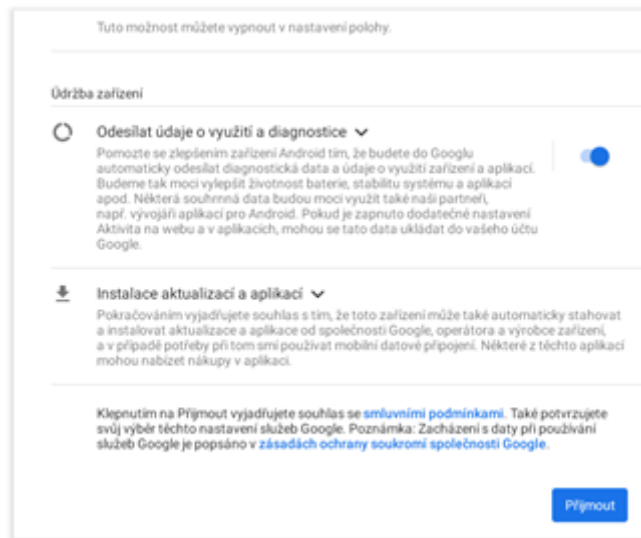 Tuto možnost můžete vypnout v nastavení polohy.
Údržba zařízení
Odesílat údaje o využití a diagnostice
Pomozte se zlepšením zařízení Android tím, že budete do Googlu
automaticky odesílat diagnostická data a údaje o využití zařízení a aplikací.
Budeme tak moci vylepšit životnost baterie, stabilitu systému a aplikací
apod. Některá souhrnná data budou moci využít také naši partneři,
např. vývojáři aplikací pro Android. Pokud je zapnuto dodatečné nastavení
Aktivita na webu a v aplikacích, mohou se tato data ukládat do vašeho účtu
Google.
Instalace aktualizací a aplikací
Pokračováním vyjadřujete souhlas s tím, že toto zařízení může také automaticky stahovat
a instalovat aktualizace a aplikace od společnosti Google, operátora a výrobce zařízení,
a v případě potřeby při tom smí používat mobilní datové připojení. Některé z těchto aplikací
mohou nabízet nákupy v aplikaci.
Klepnutím na Přijmout vyjadřujete souhlas se smluvními podmínkami. Také potvrzujete
svůj výběr těchto nastavení služeb Google. Poznámka: Zacházení s daty při používání
služeb Google je popsáno v zásadách ochrany soukromí společnosti Google.
Přijmout